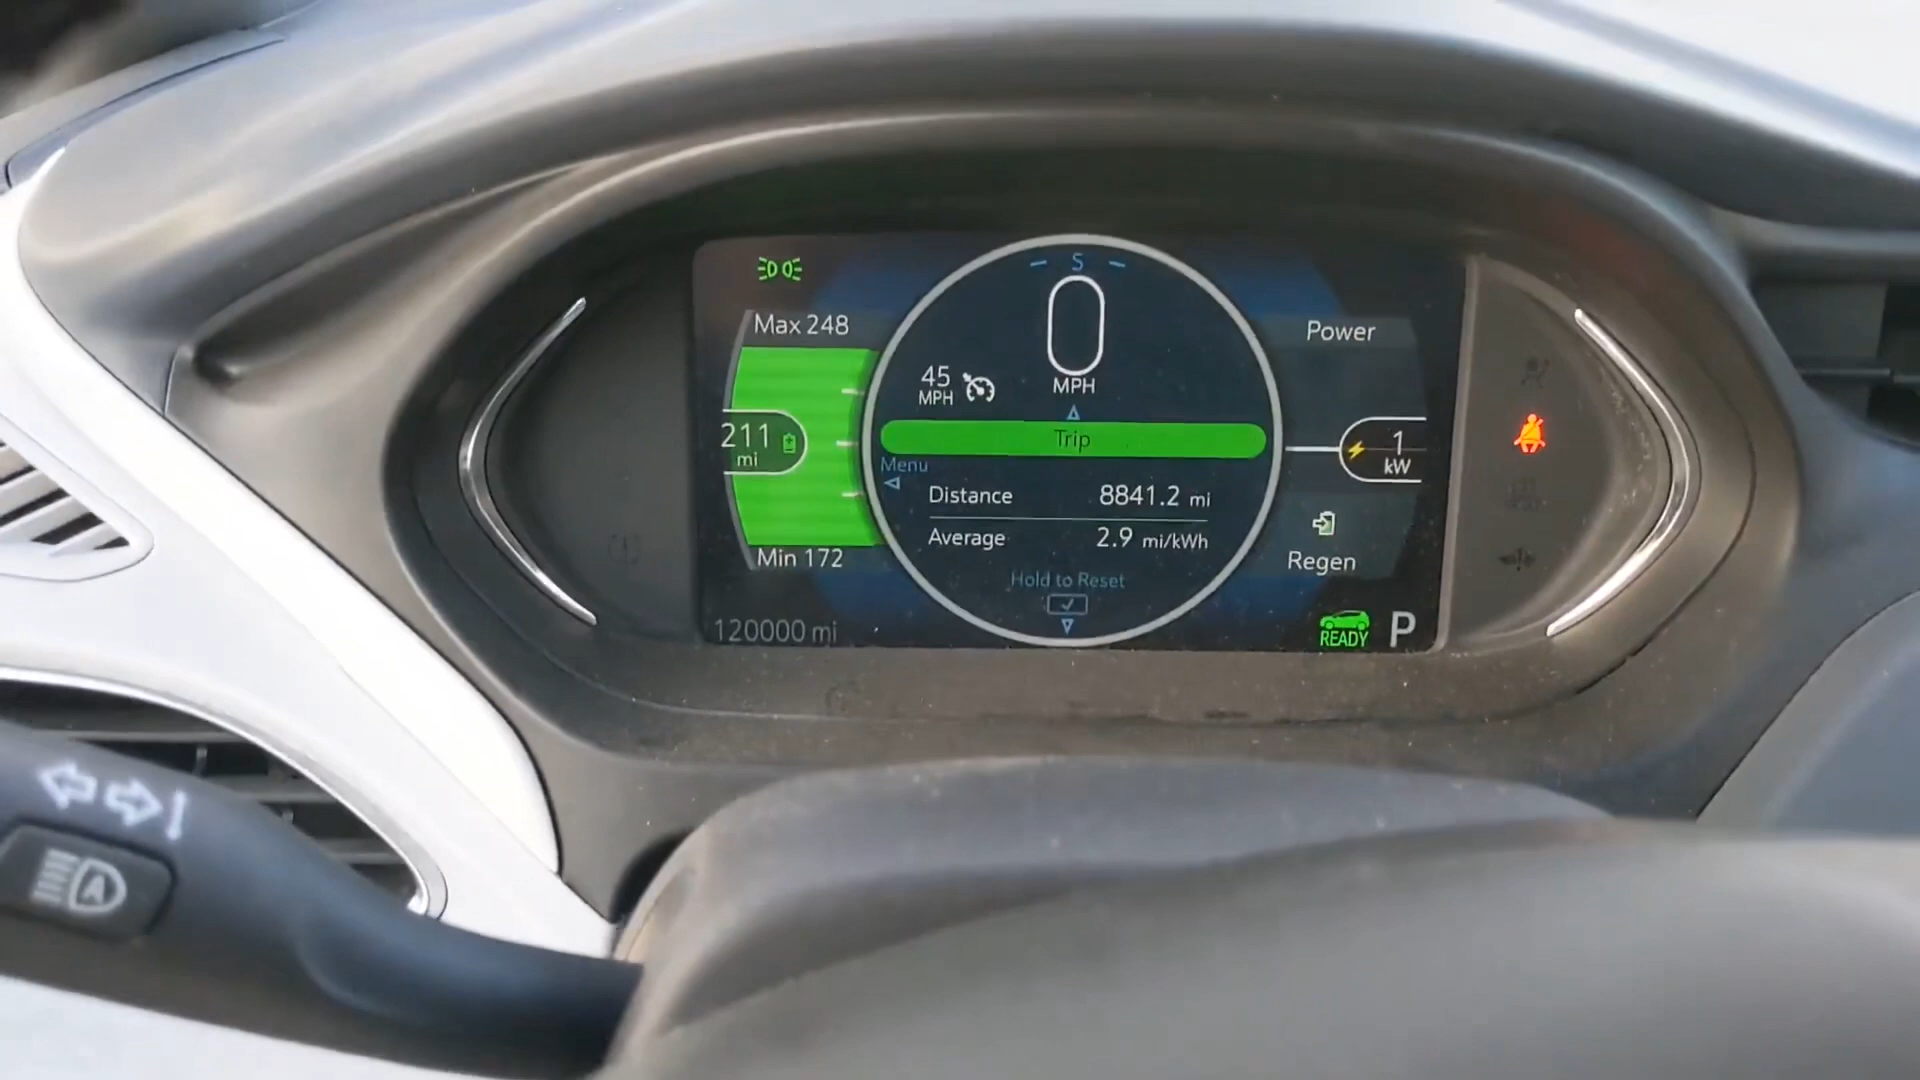 S
0
MPH
Max 248
Power
45
MPH
211
mi
Trip
1
kW
Menu
Distance 8841.2 mi
Average 2.9 mi/kWh
Min 172
Regen
Hold to Reset
120000 mi
READY P
A